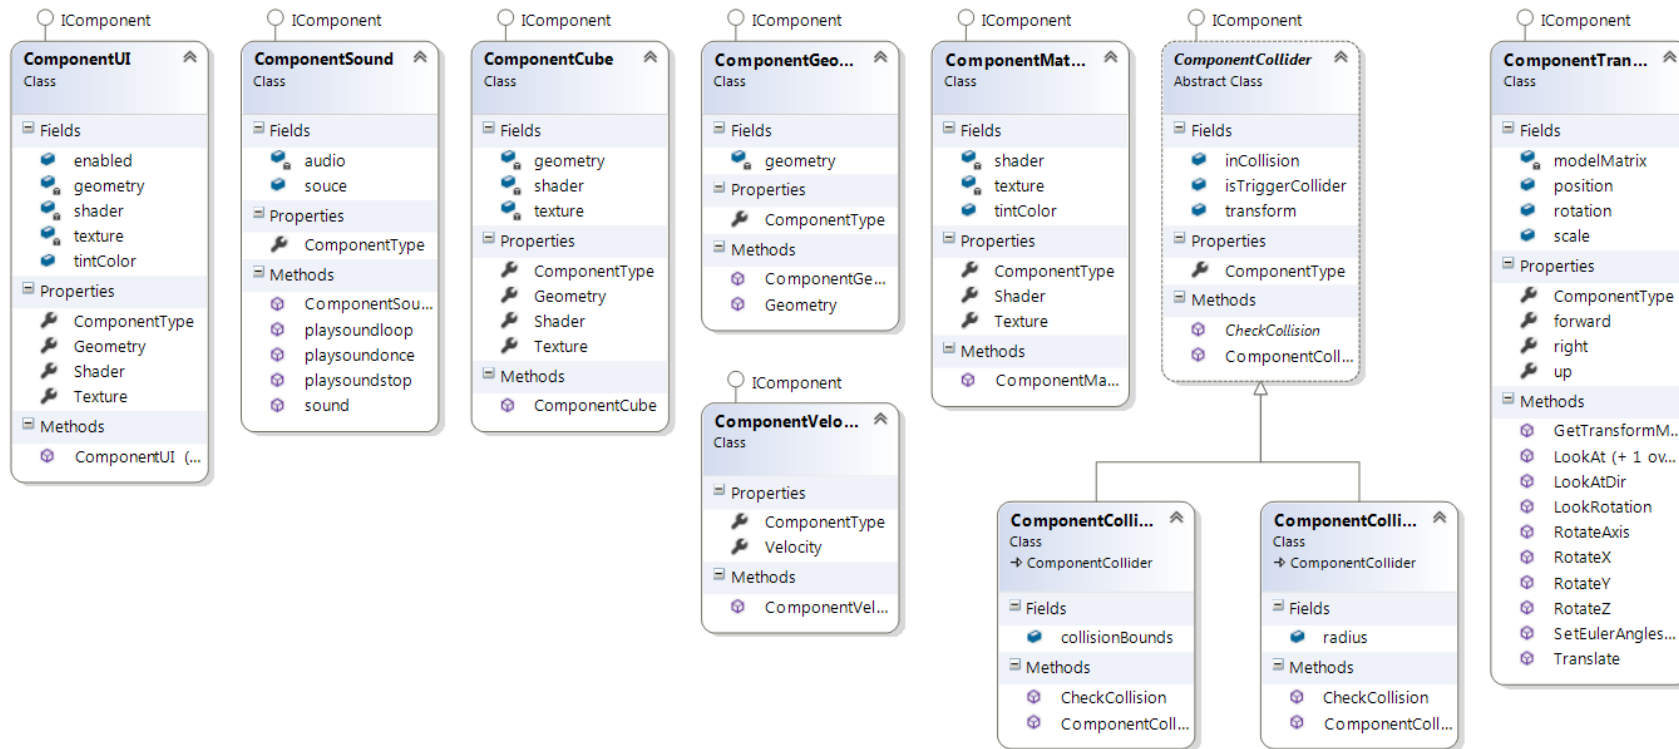 IComponent
ComponentUI
Class
Fields
enabled
geometry
shader
texture
tintColor
Properties
ComponentType
Geometry
Shader
Texture
Methods
ComponentUI (...
IComponent
ComponentSound
Class
Fields
audio
souce
Properties
ComponentType
Methods
ComponentSou...
playsoundloop
playsoundonce
playsoundstop
sound
IComponent
ComponentCube
Class
Fields
geometry
shader
texture
Properties
ComponentType
Geometry
Shader
Texture
Methods
ComponentCube
IComponent
ComponentGeo...
Class
Fields
geometry
Properties
ComponentType
Methods
ComponentGe...
Geometry
IComponent
ComponentVelo...
Class
Properties
ComponentType
Velocity
Methods
ComponentVel...
IComponent
ComponentMat...
Class
Fields
shader
texture
tintColor
Properties
ComponentType
Shader
Texture
Methods
ComponentMa...
IComponent
ComponentCollider
Abstract Class
Fields
inCollision
isTriggerCollider
transform
Properties
ComponentType
Methods
CheckCollision
ComponentColl...
ComponentColli...
Class
ComponentCollider
Fields
collisionBounds
Methods
CheckCollision
ComponentColl...
ComponentColli...
Class
ComponentCollider
Fields
radius
Methods
CheckCollision
ComponentColl...
IComponent
ComponentTran...
Class
Fields
modelMatrix
position
rotation
scale
Properties
ComponentType
forward
right
up
Methods
GetTransformM...
LookAt (+ 1 ov...
LookAtDir
LookRotation
RotateAxis
RotateX
RotateY
RotateZ
SetEulerAngles...
Translate